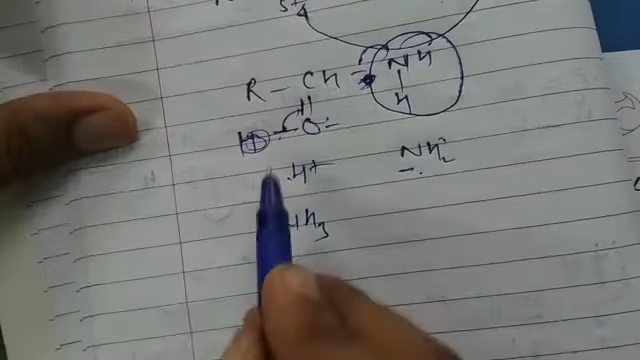 S+
R - CH - NH
H
H
H+ - O -
H+
NH2
NH3